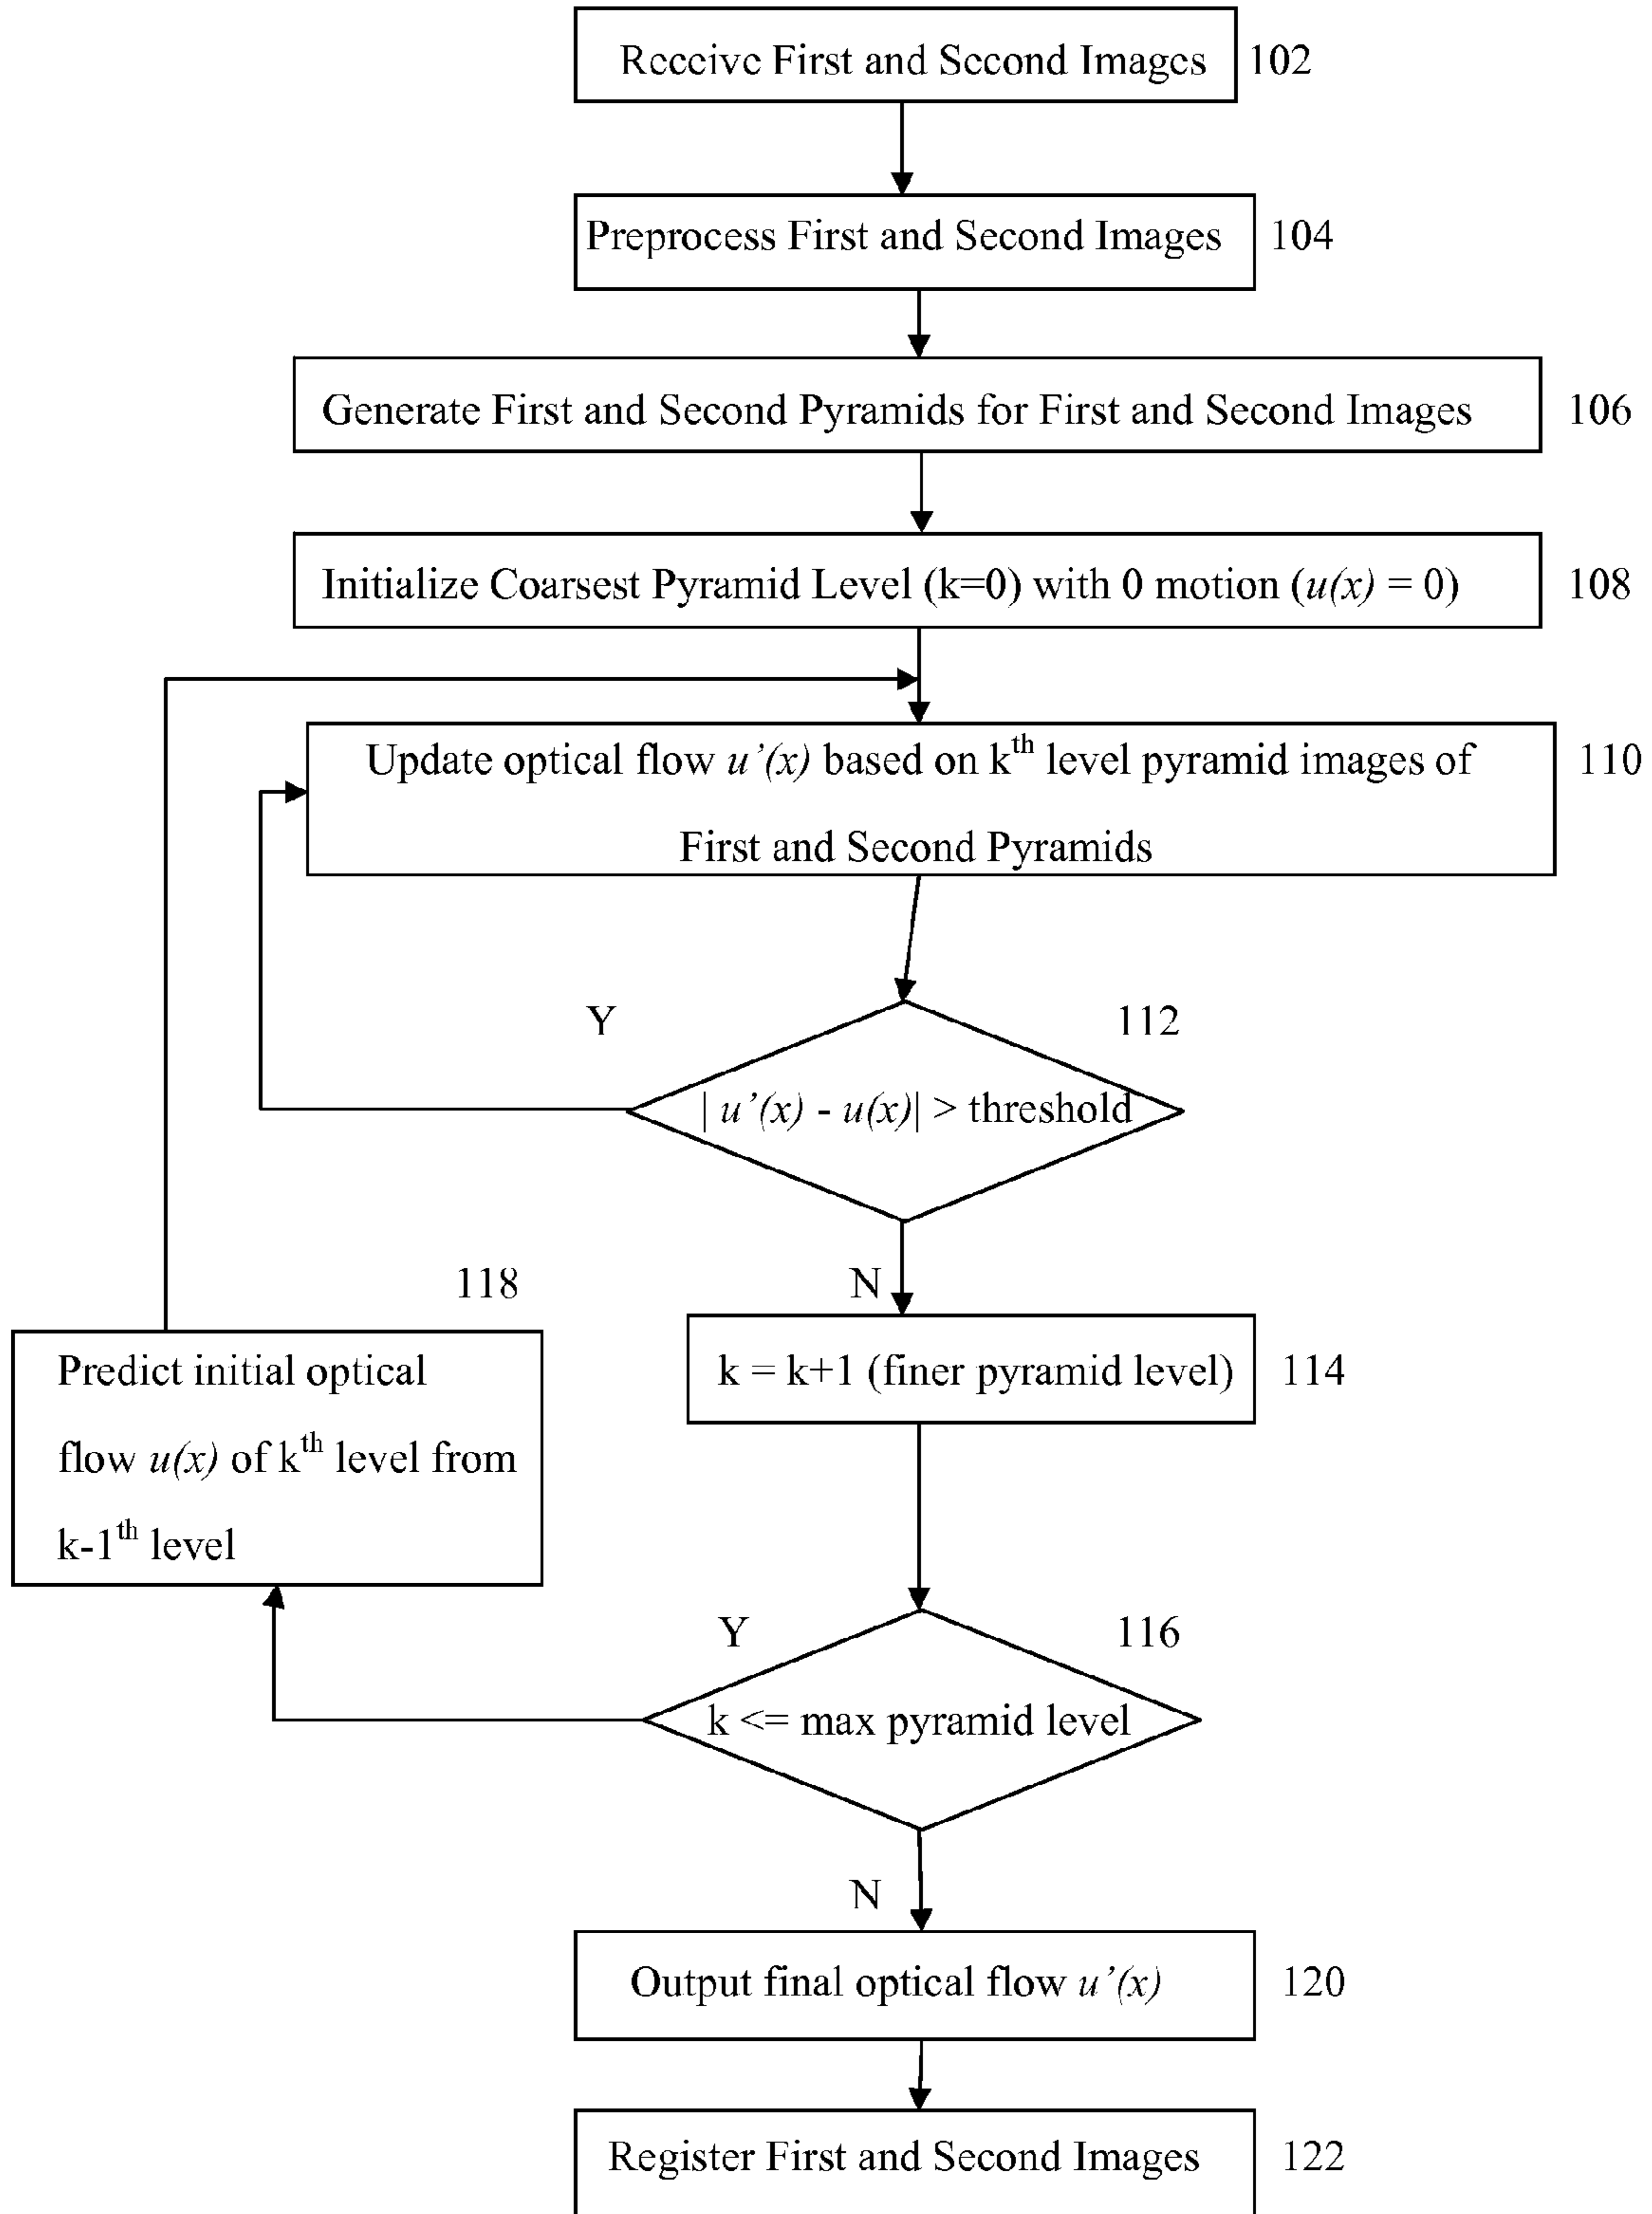 Receive First and Second Images 102
Preprocess First and Second Images 104
Generate First and Second Pyramids for First and Second Images 106
Initialize Coarsest Pyramid Level (k=0) with 0 motion (u(x) = 0) 108
Update optical flow u’(x) based on kth level pyramid images of 110
First and Second Pyramids
Y 112
| u’(x) - u(x)| > threshold
N
k = k+1 (finer pyramid level) 114
118
Predict initial optical
flow u(x) of kth level from
k-1th level
Y 116
k <= max pyramid level
N
Output final optical flow u’(x) 120
Register First and Second Images 122